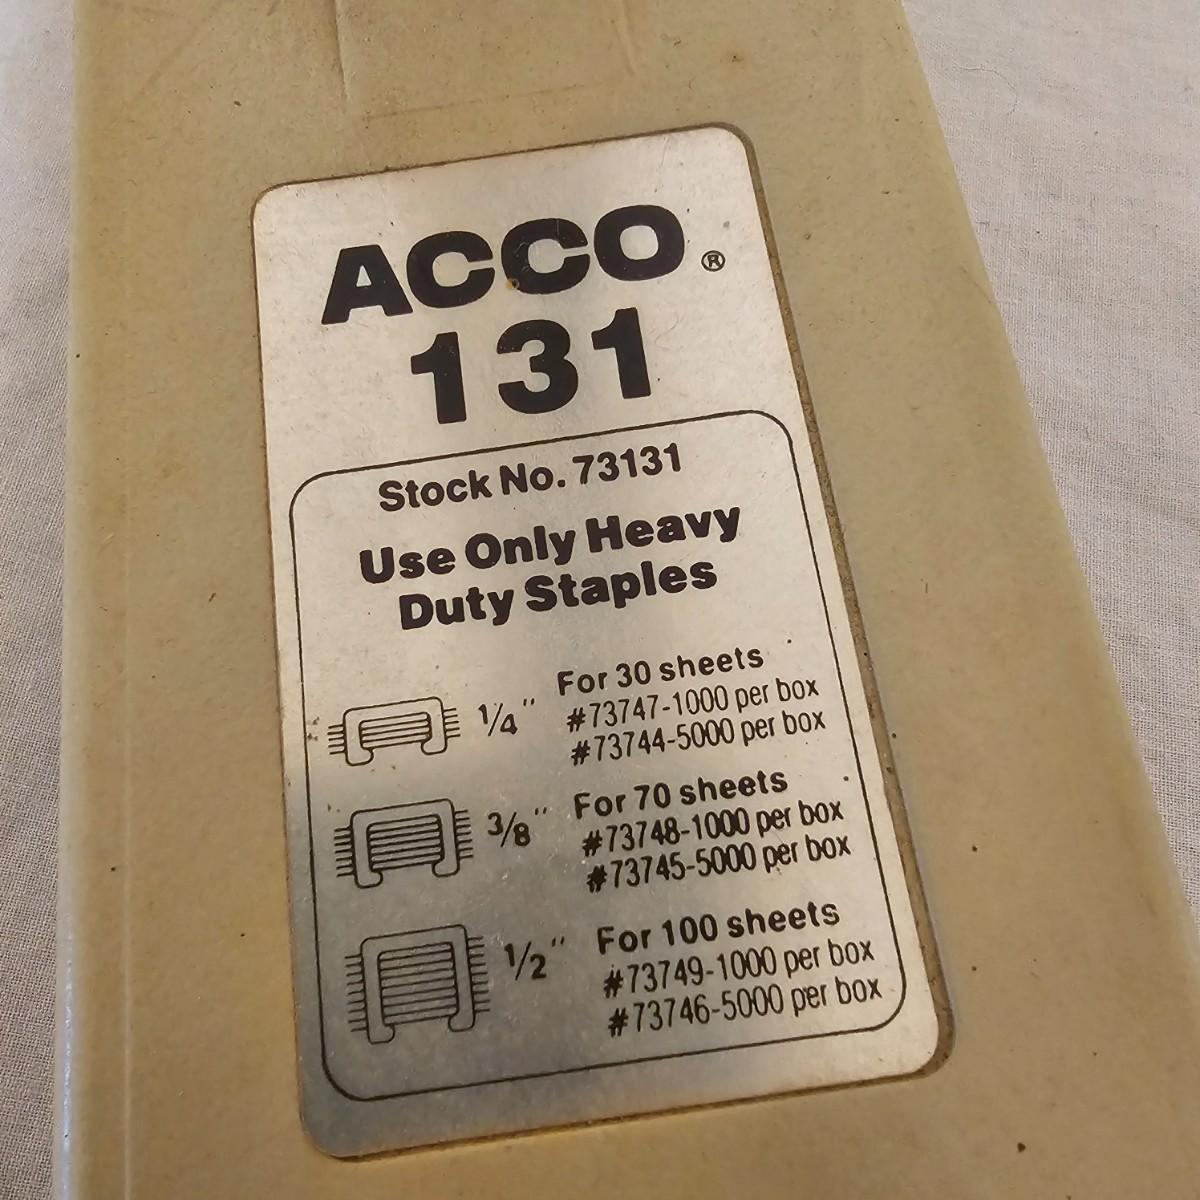 ACCO®
131
Stock No. 73131
Use Only Heavy
Duty Staples
1/4" For 30 sheets
#73747-1000 per box
#73744-5000 per box
3/8" For 70 sheets
#73748-1000 per box
#73745-5000 per box
1/2" For 100 sheets
#73749-1000 per box
#73746-5000 per box